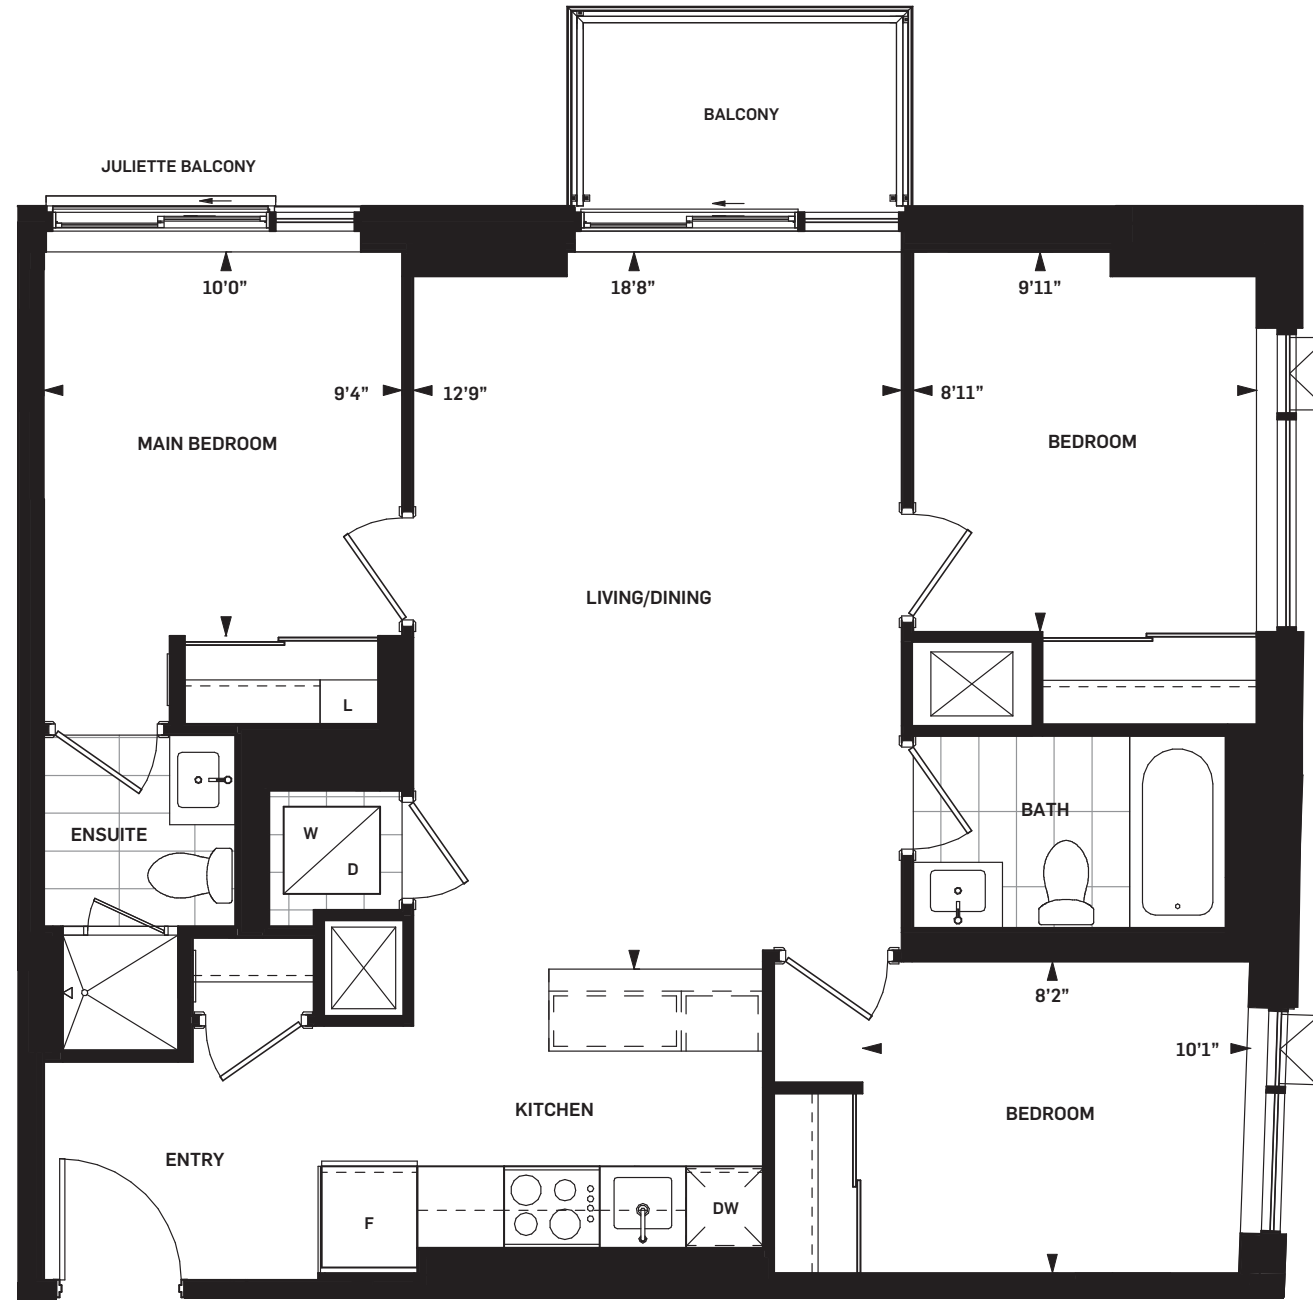 BALCONY
JULIETTE BALCONY
10’0”
18’8”
9’11”
9’4”
12’9”
8’11”
MAIN BEDROOM
BEDROOM
LIVING/DINING
L
W
D
ENSUITE
BATH
8’2”
10’1”
KITCHEN
BEDROOM
ENTRY
F
DW